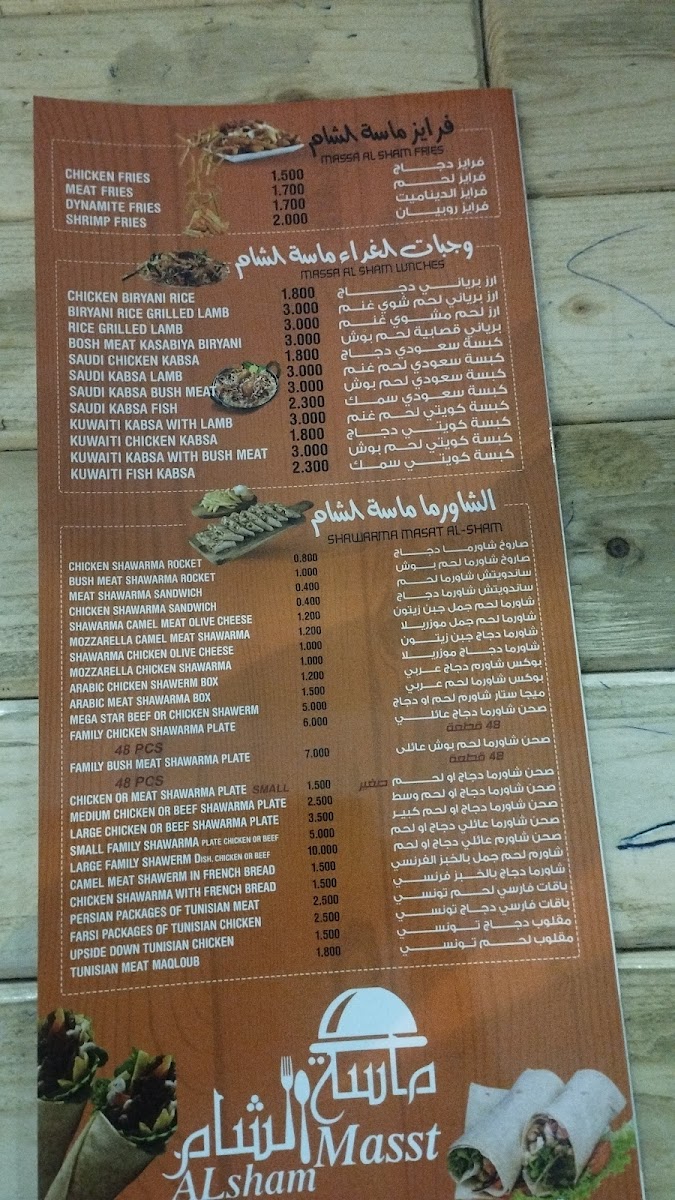 فرايز ماسة الشام
MASSA AL SHAM FRIES
CHICKEN FRIES 1.500 فرايز دجاج
MEAT FRIES 1.700 فرايز لحم
DYNAMITE FRIES 1.700 فرايز الديناميت
SHRIMP FRIES 2.000 فرايز روبيان
وجبات الغداء ماسة الشام
MASSA AL SHAM LUNCHES
CHICKEN BIRYANI RICE 1.800 ارز برياني دجاج
BIRYANI RICE GRILLED LAMB 3.000 ارز برياني لحم شوي غنم
RICE GRILLED LAMB 3.000 ارز لحم مشوي غنم
BOSH MEAT KASABIYA BIRYANI 3.000 برياني قصابية لحم بوش
SAUDI CHICKEN KABSA 1.800 كبسة سعودي دجاج
SAUDI KABSA LAMB 3.000 كبسة سعودي لحم غنم
SAUDI KABSA BUSH MEAT 3.000 كبسة سعودي لحم بوش
SAUDI KABSA FISH 2.300 كبسة سعودي سمك
KUWAITI KABSA WITH LAMB 3.000 كبسة كويتي لحم غنم
KUWAITI CHICKEN KABSA 1.800 كبسة كويتي دجاج
KUWAITI KABSA WITH BUSH MEAT 3.000 كبسة كويتي لحم بوش
KUWAITI FISH KABSA 2.300 كبسة كويتي سمك
الشاورما ماسة الشام
SHAWARMA MASAT AL-SHAM
CHICKEN SHAWARMA ROCKET 0.800 صاروخ شاورما دجاج
BUSH MEAT SHAWARMA ROCKET 1.000 صاروخ شاورما لحم بوش
MEAT SHAWARMA SANDWICH 0.400 ساندويتش شاورما لحم
CHICKEN SHAWARMA SANDWICH 0.400 ساندويتش شاورما دجاج
SHAWARMA CAMEL MEAT OLIVE CHEESE 1.200 شاورما لحم جمل جبن زيتون
MOZZARELLA CAMEL MEAT SHAWARMA 1.200 شاورما لحم جمل موزريلا
SHAWARMA CHICKEN OLIVE CHEESE 1.000 شاورما دجاج جبن زيتون
MOZZARELLA CHICKEN SHAWARMA 1.000 شاورما دجاج موزريلا
ARABIC CHICKEN SHAWERM BOX 1.200 بوكس شاورم دجاج عربي
ARABIC MEAT SHAWARMA BOX 1.500 بوكس شاورما لحم عربي
MEGA STAR BEEF OR CHICKEN SHAWERM 5.000 ميجا ستار شاورم لحم او دجاج
FAMILY CHICKEN SHAWARMA PLATE 6.000 صحن شاورما دجاج عائلي
48 PCS 48 قطعة
FAMILY BUSH MEAT SHAWARMA PLATE 7.000 صحن شاورما لحم بوش عائلى
48 PCS 48 قطعة
CHICKEN OR MEAT SHAWARMA PLATE SMALL 1.500 صحن شاورما دجاج او لحم صغير
MEDIUM CHICKEN OR BEEF SHAWARMA PLATE 2.500 صحن شاورما دجاج او لحم وسط
LARGE CHICKEN OR BEEF SHAWARMA PLATE 3.500 صحن شاورما دجاج او لحم كبير
SMALL FAMILY SHAWARMA PLATE CHICKEN OR BEEF 5.000 صحن شاورما عائلي دجاج او لحم
LARGE FAMILY SHAWERM DISH, CHICKEN OR BEEF 10.000 صحن شاورم عائلي دجاج او لحم
CAMEL MEAT SHAWERM IN FRENCH BREAD 1.500 شاورم لحم جمل بالخبز الفرنسي
CHICKEN SHAWARMA WITH FRENCH BREAD 1.500 شاورما دجاج بالخبز فرنسي
PERSIAN PACKAGES OF TUNISIAN MEAT 2.500 باقات فارسي لحم تونسي
FARSI PACKAGES OF TUNISIAN CHICKEN 2.500 باقات فارسي دجاج تونسي
UPSIDE DOWN TUNISIAN CHICKEN 1.500 مقلوب دجاج تونسي
TUNISIAN MEAT MAQLOUB 1.800 مقلوب لحم تونسي
ماسة
الشام
Masst
ALsham